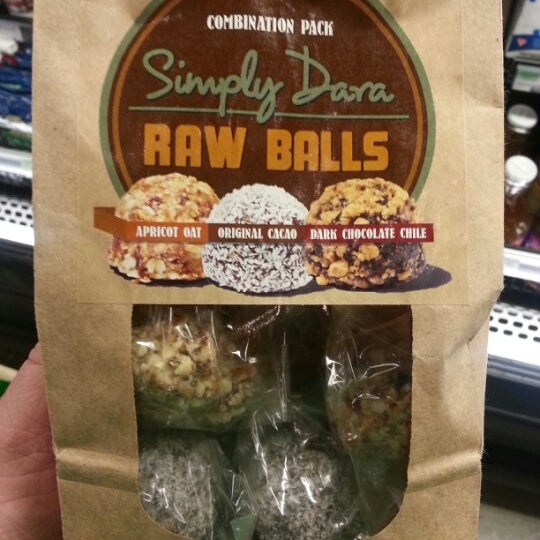 COMBINATION PACK
Simply Dara
RAW BALLS
APRICOT OAT ORIGINAL CACAO DARK CHOCOLATE CHILE